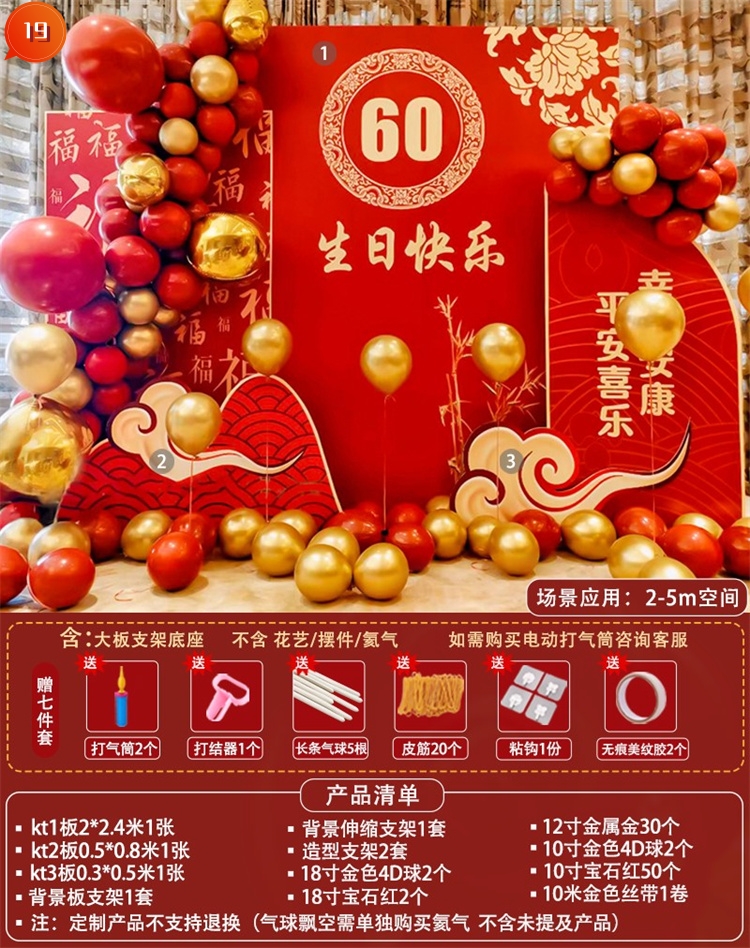 19
1
60
生日快乐
福 福
福
福
福
福
福
福
福
幸福安康
平安喜乐
2
3
场景应用：2-5m空间
含:大板支架底座 不含 花艺/摆件/氦气 如需购买电动打气筒咨询客服
赠七件套
送 送 送 送 送 送
打气筒2个 打结器1个 长条气球5根 皮筋20个 粘钩1份 无痕美纹胶2个
产品清单
▪ kt1板2*2.4米1张
▪ kt2板0.5*0.8米1张
▪ kt3板0.3*0.5米1张
▪ 背景板支架1套
▪ 背景伸缩支架1套
▪ 造型支架2套
▪ 18寸金色4D球2个
▪ 18寸宝石红2个
▪ 12寸金属金30个
▪ 10寸金色4D球2个
▪ 10寸宝石红50个
▪ 10米金色丝带1卷
▪ 注：定制产品不支持退换（气球飘空需单独购买氦气 不含未提及产品）